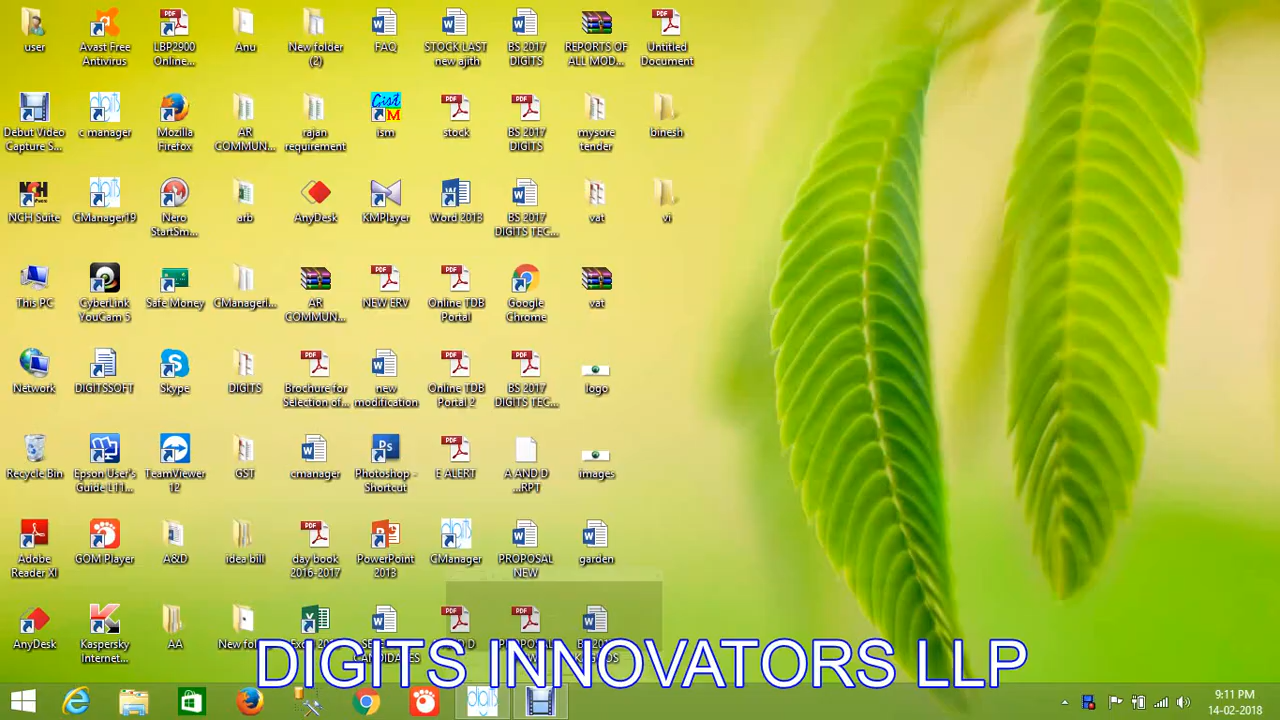 user
Avast Free
Antivirus
LBP2900
Online...
Anu
New folder
(2)
FAQ
STOCK LAST
new ajith
BS 2017
DIGITS
REPORTS OF
ALL MOD...
Untitled
Document
Debut Video
Capture S...
c manager
Mozilla
Firefox
AR
COMMUN...
rajan
requirement
ism
stock
BS 2017
DIGITS
mysore
tender
binesh
NCH Suite
CManager19
Nero
StartSm...
arb
AnyDesk
KMPlayer
Word 2013
BS 2017
DIGITS TEC...
vat
vi
This PC
CyberLink
YouCam 5
Safe Money
CManagerl...
AR
COMMUN...
NEW ERV
Online TDB
Portal
Google
Chrome
vat
Network
DIGITSSOFT
Skype
DIGITS
Brochure for
Selection of...
new
modification
Online TDB
Portal 2
BS 2017
DIGITS TEC...
logo
Recycle Bin
Epson User's
Guide L11...
TeamViewer
12
GST
cmanager
Photoshop -
Shortcut
E ALERT
A AND D
...RPT
images
Adobe
Reader XI
GOM Player
A&D
idea bill
day book
2016-2017
PowerPoint
2013
CManager
PROPOSAL
NEW
garden
AnyDesk
Kaspersky
Internet...
AA
CANDIDATES
DIGITS INNOVATORS LLP
9:11 PM
14-02-2018